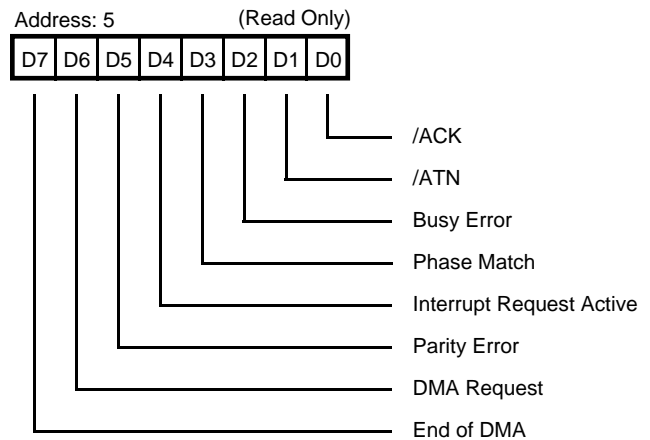 Address: 5 (Read Only)
D7 D6 D5 D4 D3 D2 D1 D0
/ACK
/ATN
Busy Error
Phase Match
Interrupt Request Active
Parity Error
DMA Request
End of DMA